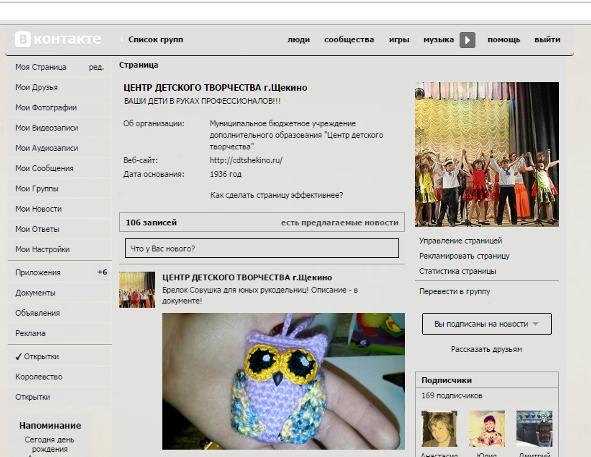 В контакте
Список групп
люди сообщества игры музыка помощь выйти
Моя Страница ред.
Мои Друзья
Мои Фотографии
Мои Видеозаписи
Мои Аудиозаписи
Мои Сообщения
Мои Группы
Мои Новости
Мои Ответы
Мои Настройки
Приложения +6
Документы
Объявления
Реклама
✓ Открытки
Королевство
Открытки
Напоминание
Сегодня день
рождения
Страница
ЦЕНТР ДЕТСКОГО ТВОРЧЕСТВА г.Щекино
ВАШИ ДЕТИ В РУКАХ ПРОФЕССИОНАЛОВ!!!
Об организации: Муниципальное бюджетное учреждение
дополнительного образования "Центр детского
творчества"
Веб-сайт: http://cdtshekino.ru/
Дата основания: 1936 год
Как сделать страницу эффективнее?
106 записей есть предлагаемые новости
Что у Вас нового?
ЦЕНТР ДЕТСКОГО ТВОРЧЕСТВА г.Щекино
Брелок Совушка для юных рукодельниц! Описание - в
документе!
Управление страницей
Рекламировать страницу
Статистика страницы
Перевести в группу
Вы подписаны на новости
Рассказать друзьям
Подписчики
169 подписчиков
Анастасия Юлия Дмитрий